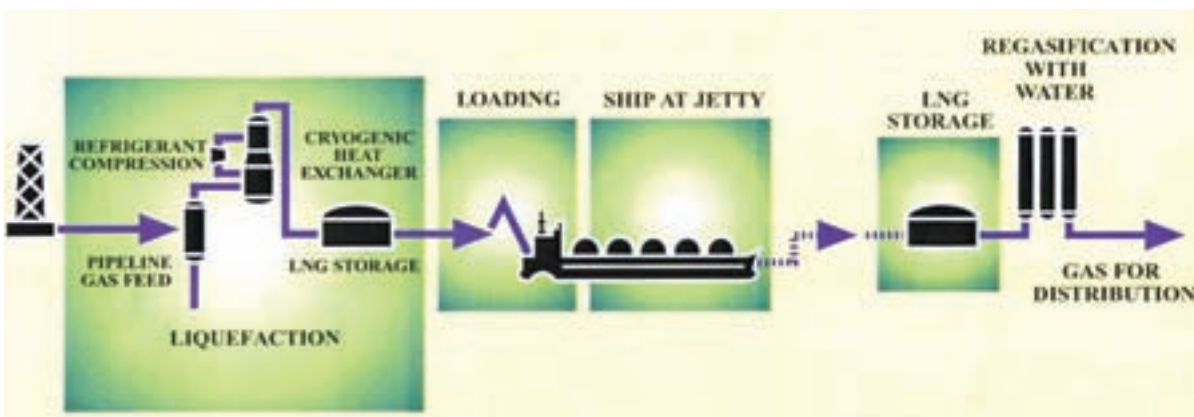 REFRIGERANT
COMPRESSION
CRYOGENIC
HEAT
EXCHANGER
PIPELINE
GAS FEED
LNG STORAGE
LIQUEFACTION
LOADING
SHIP AT JETTY
LNG
STORAGE
REGASIFICATION
WITH
WATER
GAS FOR
DISTRIBUTION